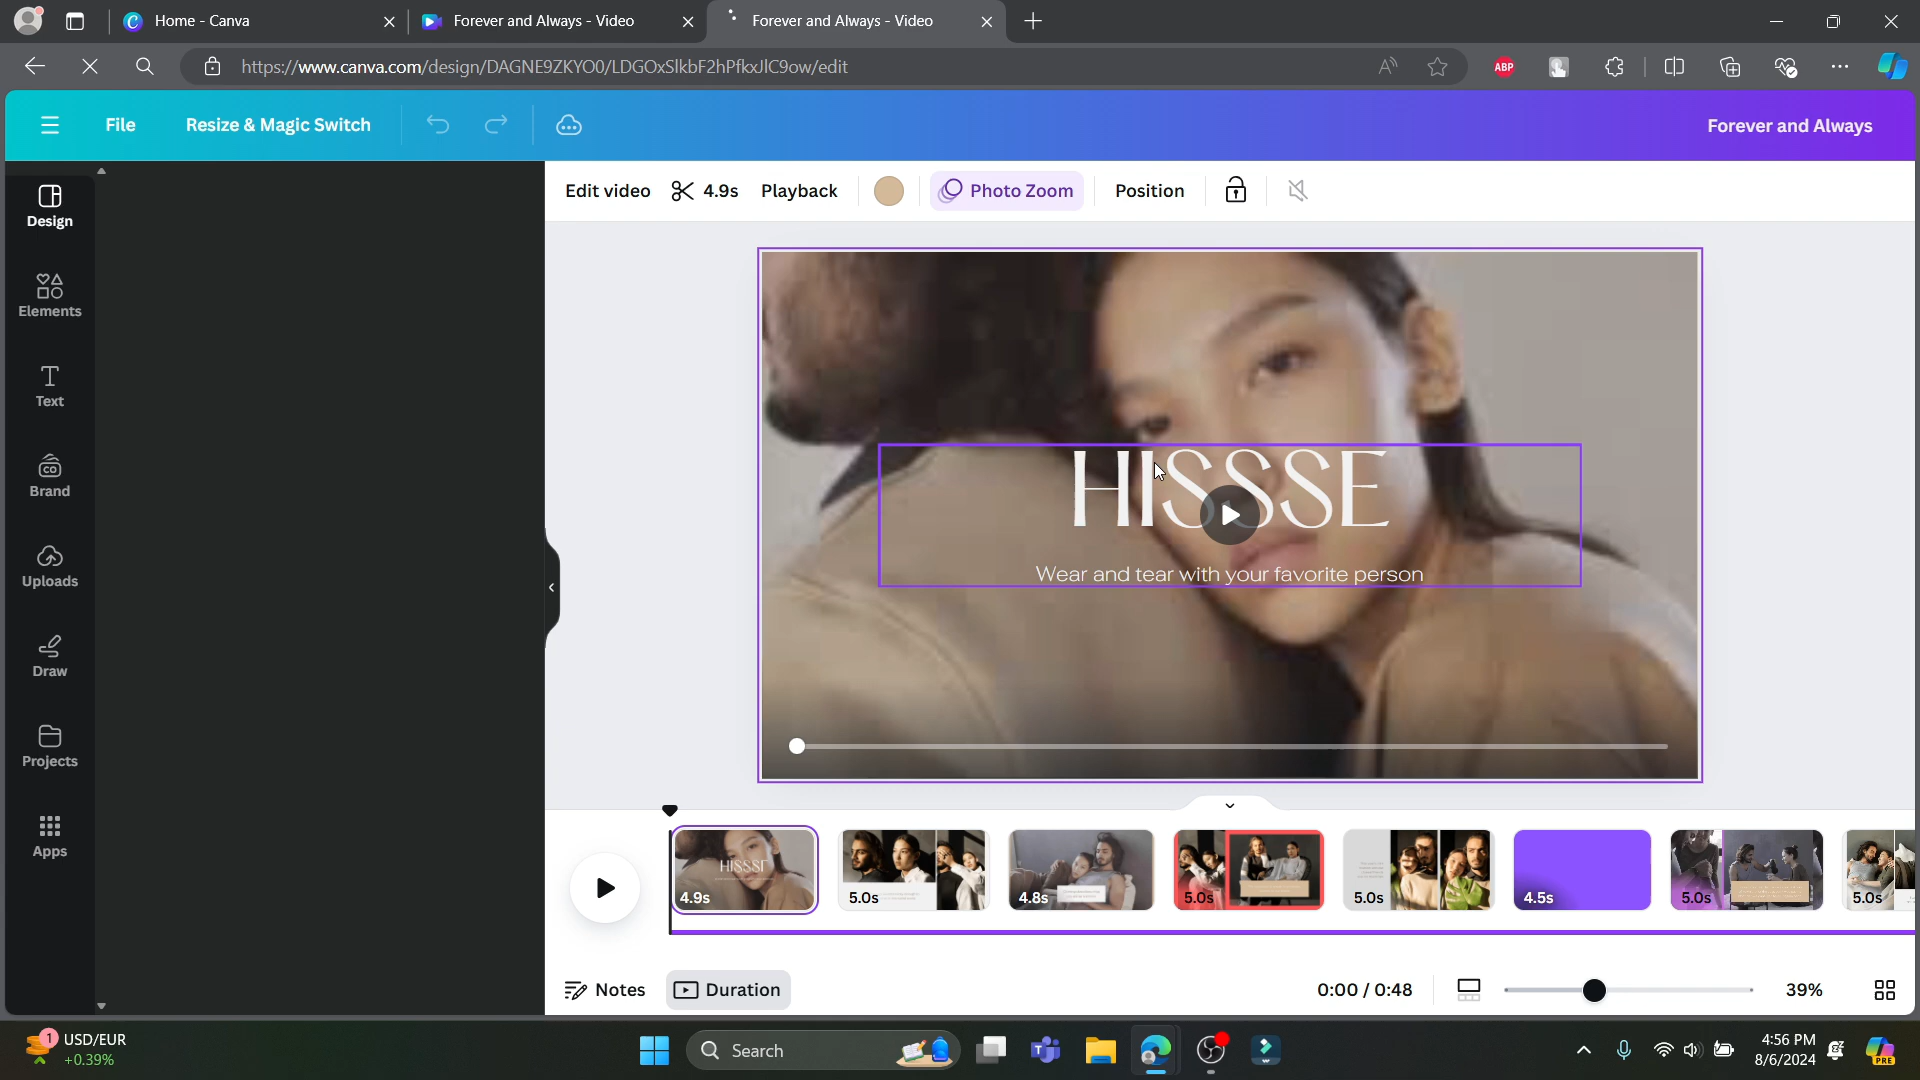 Home - Canva
Forever and Always - Video
Forever and Always - Video
https://www.canva.com/design/DAGNE9ZKYO0/LDGOxSlkbF2hPfkxJlC9ow/edit
ABP
File
Resize & Magic Switch
Forever and Always
Design
Elements
Text
Brand
Uploads
Draw
Projects
Apps
Edit video
4.9s
Playback
Photo Zoom
Position
HISSSE
Wear and tear with your favorite person
HISSSE
4.9s
5.0s
4.8s
5.0s
5.0s
4.5s
5.0s
5.0s
Notes
Duration
0:00 / 0:48
39%
1
USD/EUR
+0.39%
Search
4:56 PM
8/6/2024
PRE